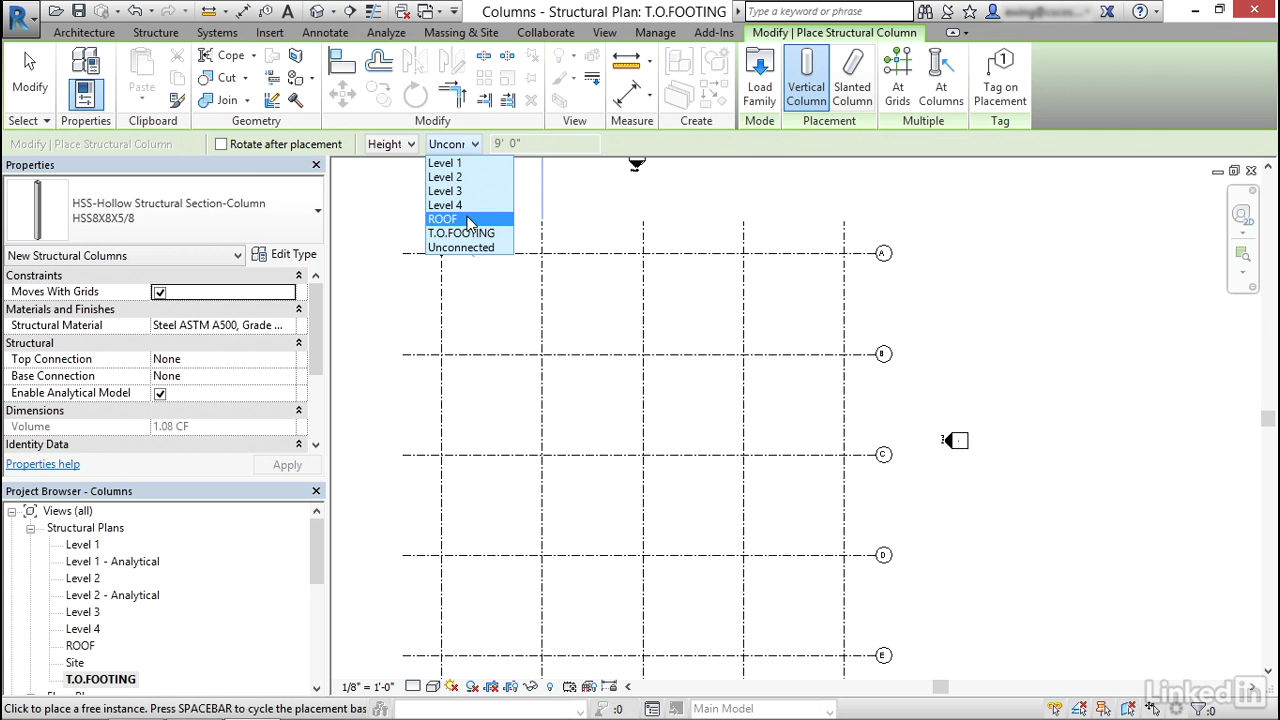 Columns - Structural Plan: T.O.FOOTING
Type a keyword or phrase
Architecture Structure Systems Insert Annotate Analyze Massing & Site Collaborate View Manage Add-Ins Modify | Place Structural Column
Modify
Select
Properties
Paste
Clipboard
Cope
Cut
Join
Geometry
Modify
View
Measure
Create
Load Family
Mode
Vertical Column
Slanted Column
Placement
At Grids
At Columns
Multiple
Tag on Placement
Tag
Modify | Place Structural Column
Rotate after placement
Height
Unconr
9' 0"
Level 1
Level 2
Level 3
Level 4
ROOF
T.O.FOOTING
Unconnected
Properties
HSS-Hollow Structural Section-Column
HSS8X8X5/8
New Structural Columns
Edit Type
Constraints
Moves With Grids
Materials and Finishes
Structural Material Steel ASTM A500, Grade ...
Structural
Top Connection None
Base Connection None
Enable Analytical Model
Dimensions
Volume 1.08 CF
Identity Data
Properties help
Apply
Project Browser - Columns
Views (all)
Structural Plans
Level 1
Level 1 - Analytical
Level 2
Level 2 - Analytical
Level 3
Level 4
ROOF
Site
T.O.FOOTING
A
B
C
D
E
2D
1/8" = 1'-0"
Click to place a free instance. Press SPACEBAR to cycle the placement bas
:0
Main Model
:0
Linked in